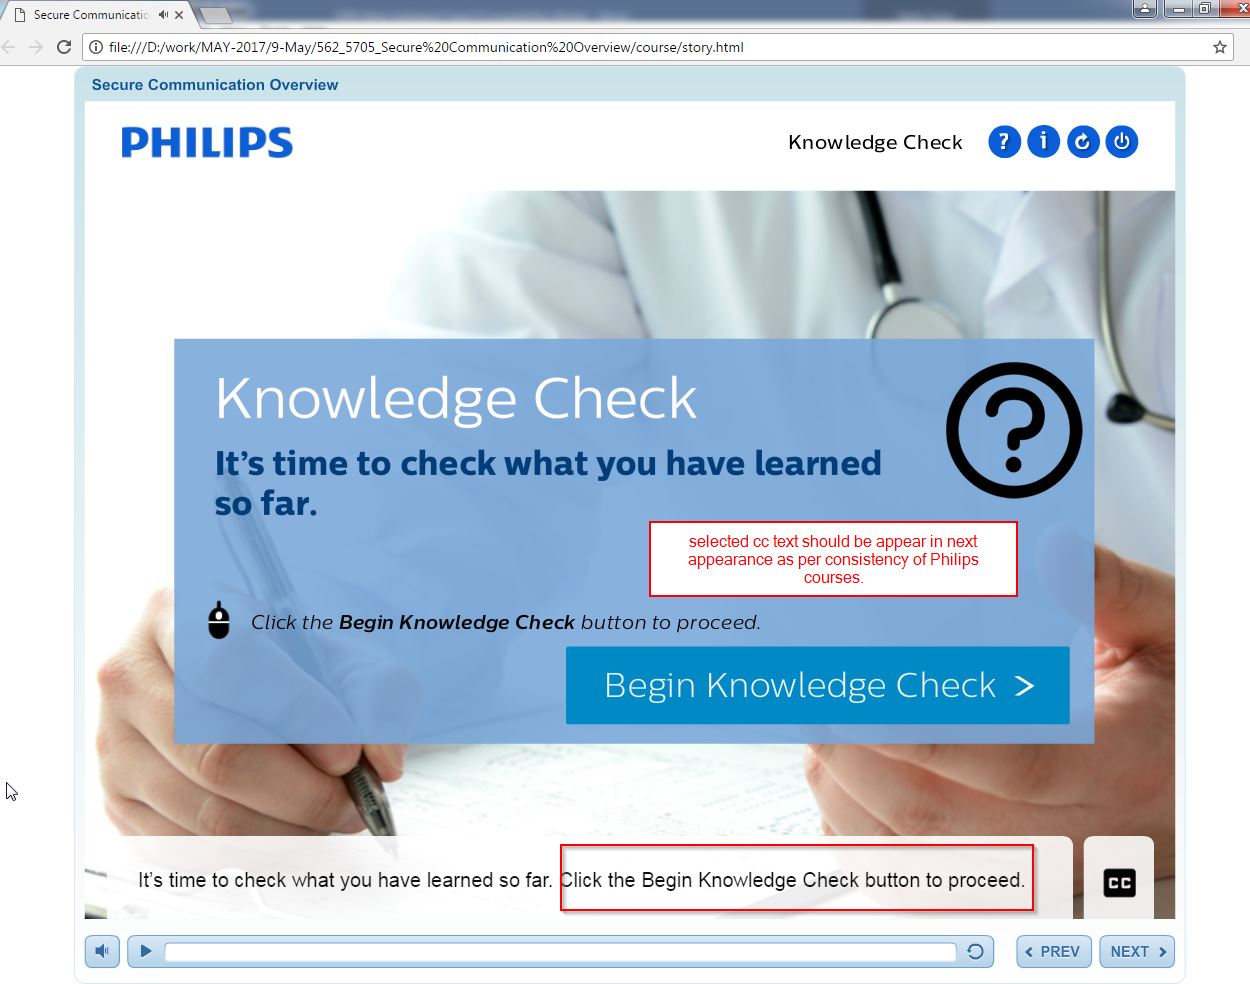 Secure Communicatio
file:///D:/work/MAY-2017/9-May/562_5705_Secure%20Communication%20Overview/course/story.html
Secure Communication Overview
PHILIPS
Knowledge Check
?
i
Knowledge Check
?
It's time to check what you have learned
so far.
selected cc text should be appear in next
appearance as per consistency of Philips
courses.
Click the Begin Knowledge Check button to proceed.
Begin Knowledge Check >
It's time to check what you have learned so far. Click the Begin Knowledge Check button to proceed.
CC
< PREV
NEXT >